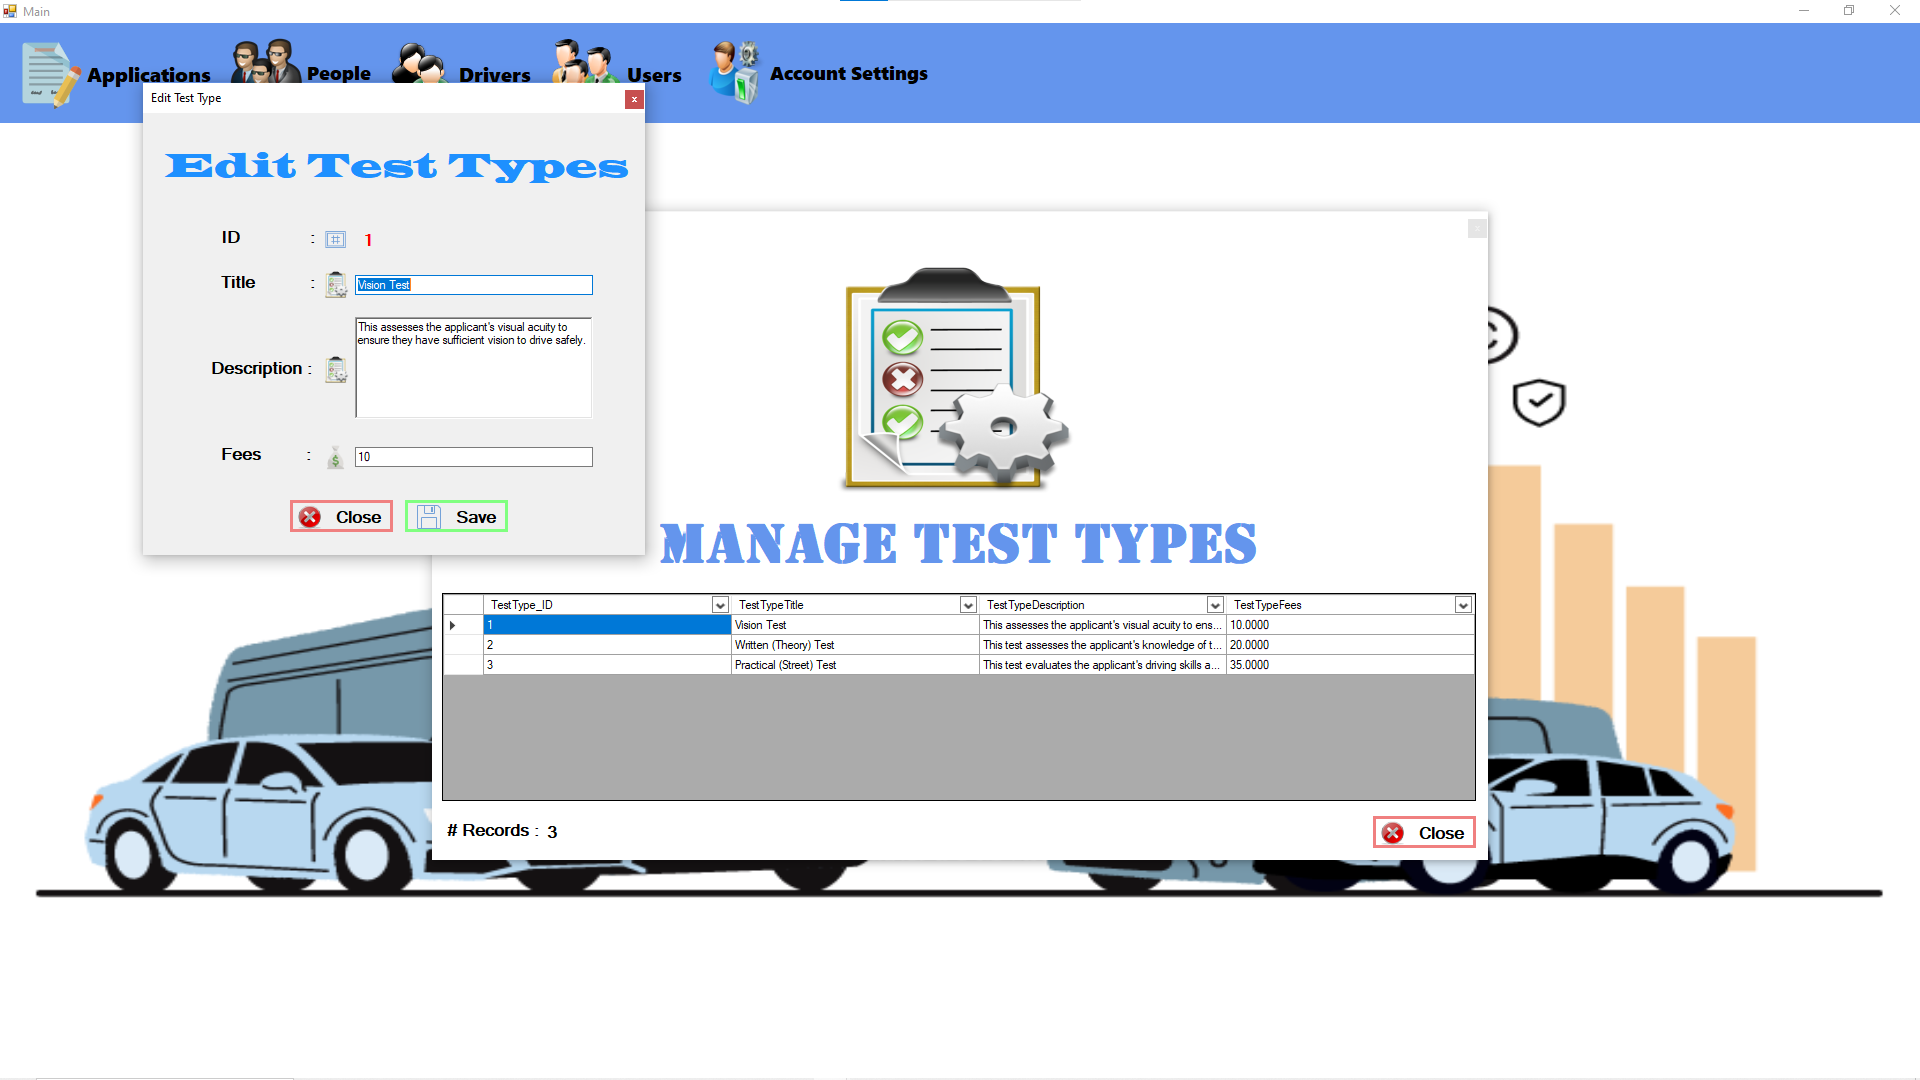 Main
Applications
People
Drivers
Users
Account Settings
Edit Test Type
x
Edit Test Types
ID : 1
Title : Vision Test
Description : This assesses the applicant's visual acuity to
ensure they have sufficient vision to drive safely.
Fees : 10
Close
Save
MANAGE TEST TYPES
TestType_ID TestTypeTitle TestTypeDescription TestTypeFees
1 Vision Test This assesses the applicant's visual acuity to ens... 10.0000
2 Written (Theory) Test This test assesses the applicant's knowledge of t... 20.0000
3 Practical (Street) Test This test evaluates the applicant's driving skills a... 35.0000
# Records : 3
Close